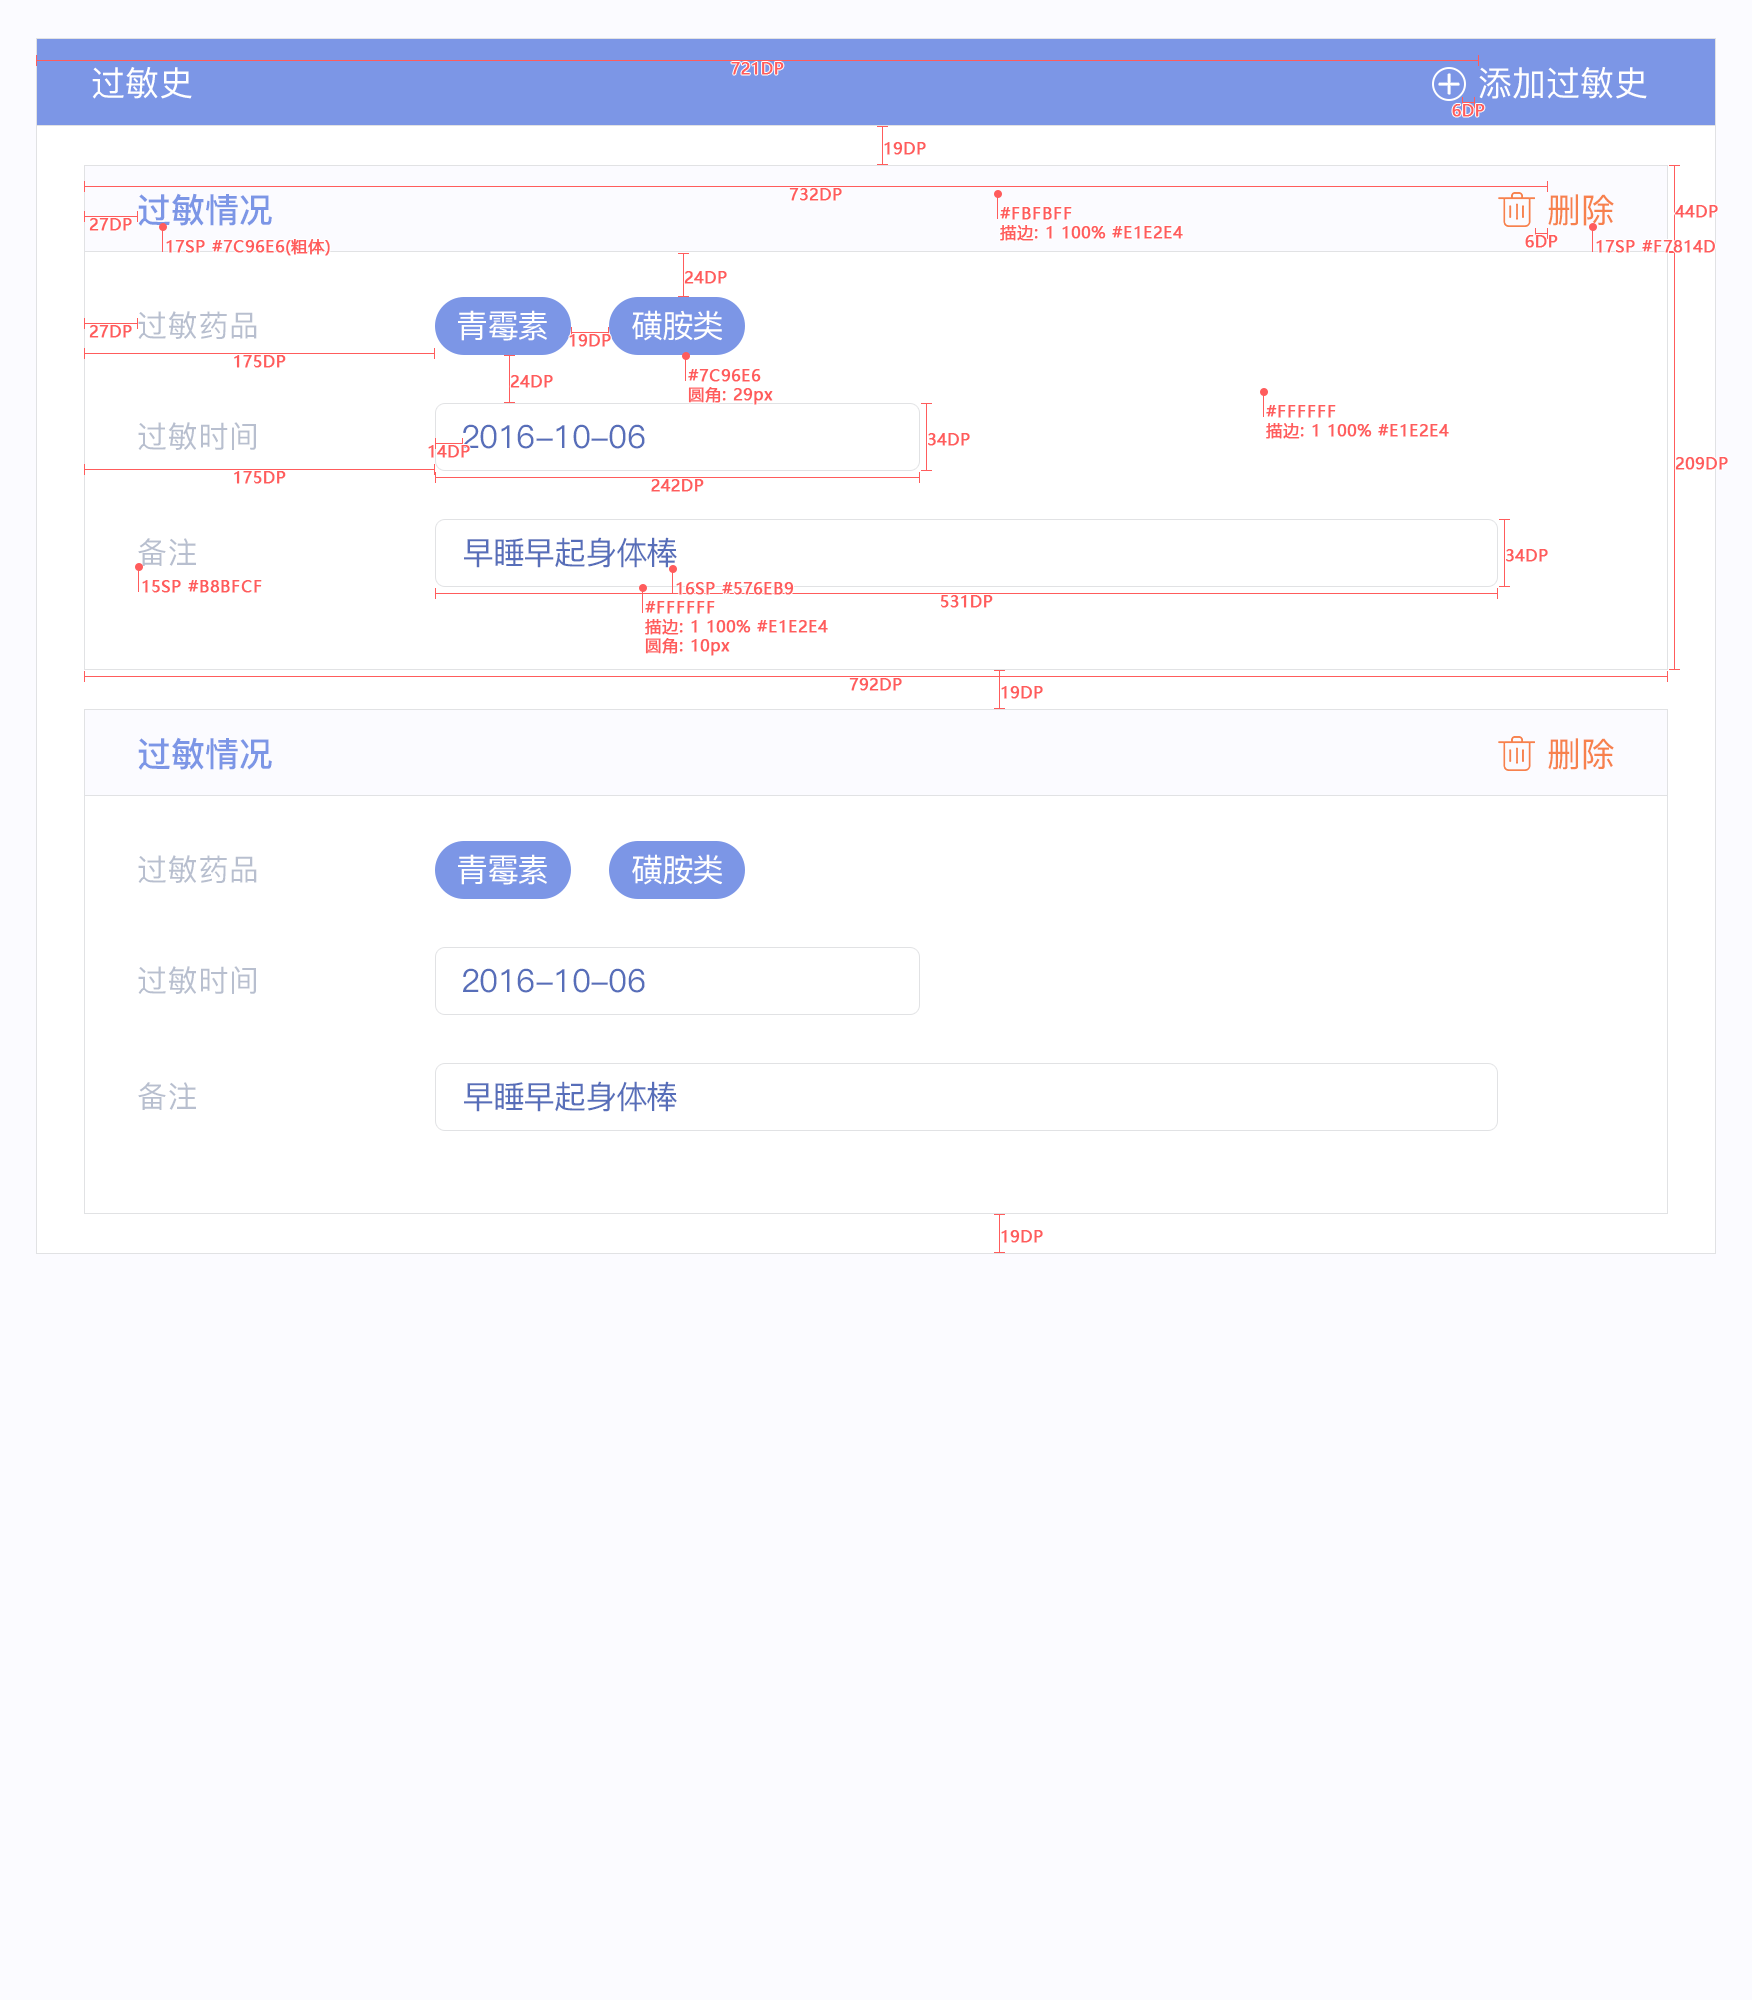 721DP
过敏史
添加过敏史
6DP
19DP
732DP
过敏情况
删除
27DP
#FBFBFF
描边: 1 100% #E1E2E4
44DP
6DP
17SP #7C96E6(粗体)
17SP #F7814D
24DP
过敏药品
青霉素
磺胺类
27DP
19DP
175DP
24DP
#7C96E6
圆角: 29px
#FFFFFF
描边: 1 100% #E1E2E4
过敏时间
2016-10-06
14DP
34DP
209DP
175DP
242DP
备注
早睡早起身体棒
34DP
15SP #B8BFCF
16SP #576EB9
531DP
#FFFFFF
描边: 1 100% #E1E2E4
圆角: 10px
792DP
19DP
过敏情况
删除
过敏药品
青霉素
磺胺类
过敏时间
2016-10-06
备注
早睡早起身体棒
19DP